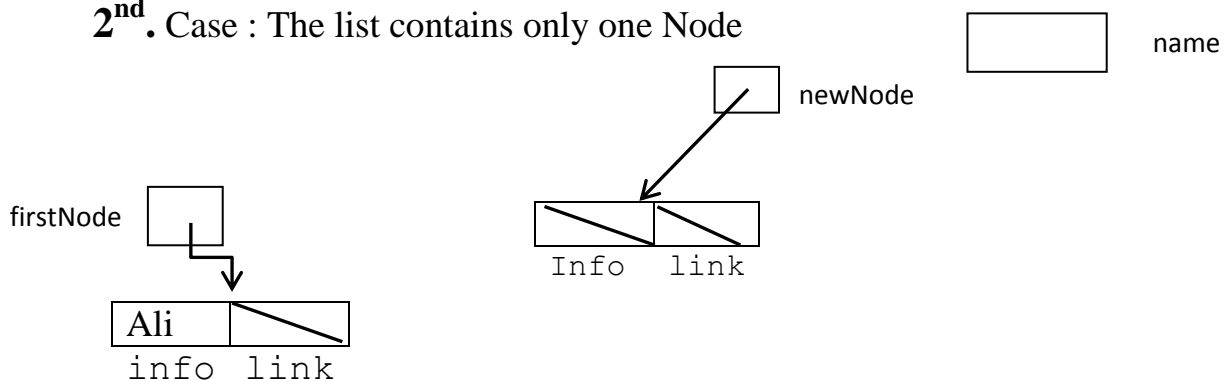 2nd. Case : The list contains only one Node
name
newNode
firstNode
Info link
Ali
info link